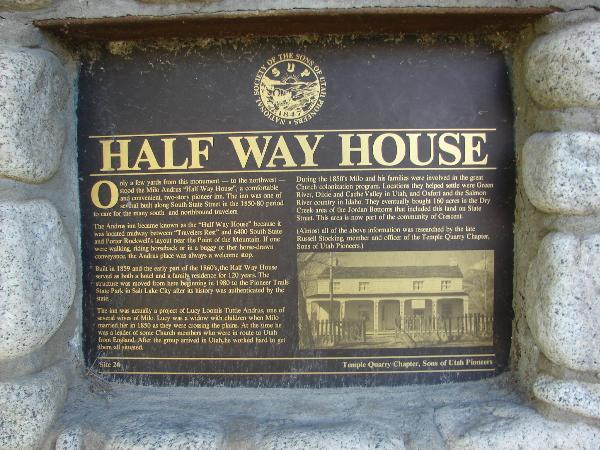 NATIONAL SOCIETY OF THE SONS OF UTAH PIONEERS
SUP
1847
HALF WAY HOUSE
Only a few yards from this monument — to the northwest —
stood the Milo Andrus "Half Way House", a comfortable
and convenient, two-story pioneer inn. The inn was one of
several built along South State Street in the 1850-80 period
to care for the many south- and northbound travelers.
The Andrus inn became known as the "Half Way House" because it
was located midway between "Travelers Rest" and 6400 South State
and Porter Rockwell's layout near the Point of the Mountain. If one
were walking, riding horseback or in a buggy or other horse-drawn
conveyance, the Andrus place was always a welcome stop.
Built in 1859 and the early part of the 1860's, the Half Way House
served as both a hotel and a family residence for 120 years. The
structure was moved from here beginning in 1980 to the Pioneer Trails
State Park in Salt Lake City after its history was authenticated by the
state.
The inn was actually a project of Lucy Loomis Tuttle Andrus, one of
several wives of Milo. Lucy was a widow with children when Milo
married her in 1850 as they were crossing the plains. At the time he
was a leader of some Church members who were in route to Utah
from England. After the group arrived in Utah, he worked hard to get
them all situated.
Site 26
During the 1850's Milo and his families were involved in the great
Church colonization program. Locations they helped settle were Green
River, Dixie and Cache Valley in Utah, and Oxford and the Salmon
River country in Idaho. They eventually bought 160 acres in the Dry
Creek area of the Jordan Bottoms that included this land on State
Street. This area is now part of the community of Crescent.
(Almost all of the above information was researched by the late
Russell Stocking, member and officer of the Temple Quarry Chapter,
Sons of Utah Pioneers.)
Temple Quarry Chapter, Sons of Utah Pioneers